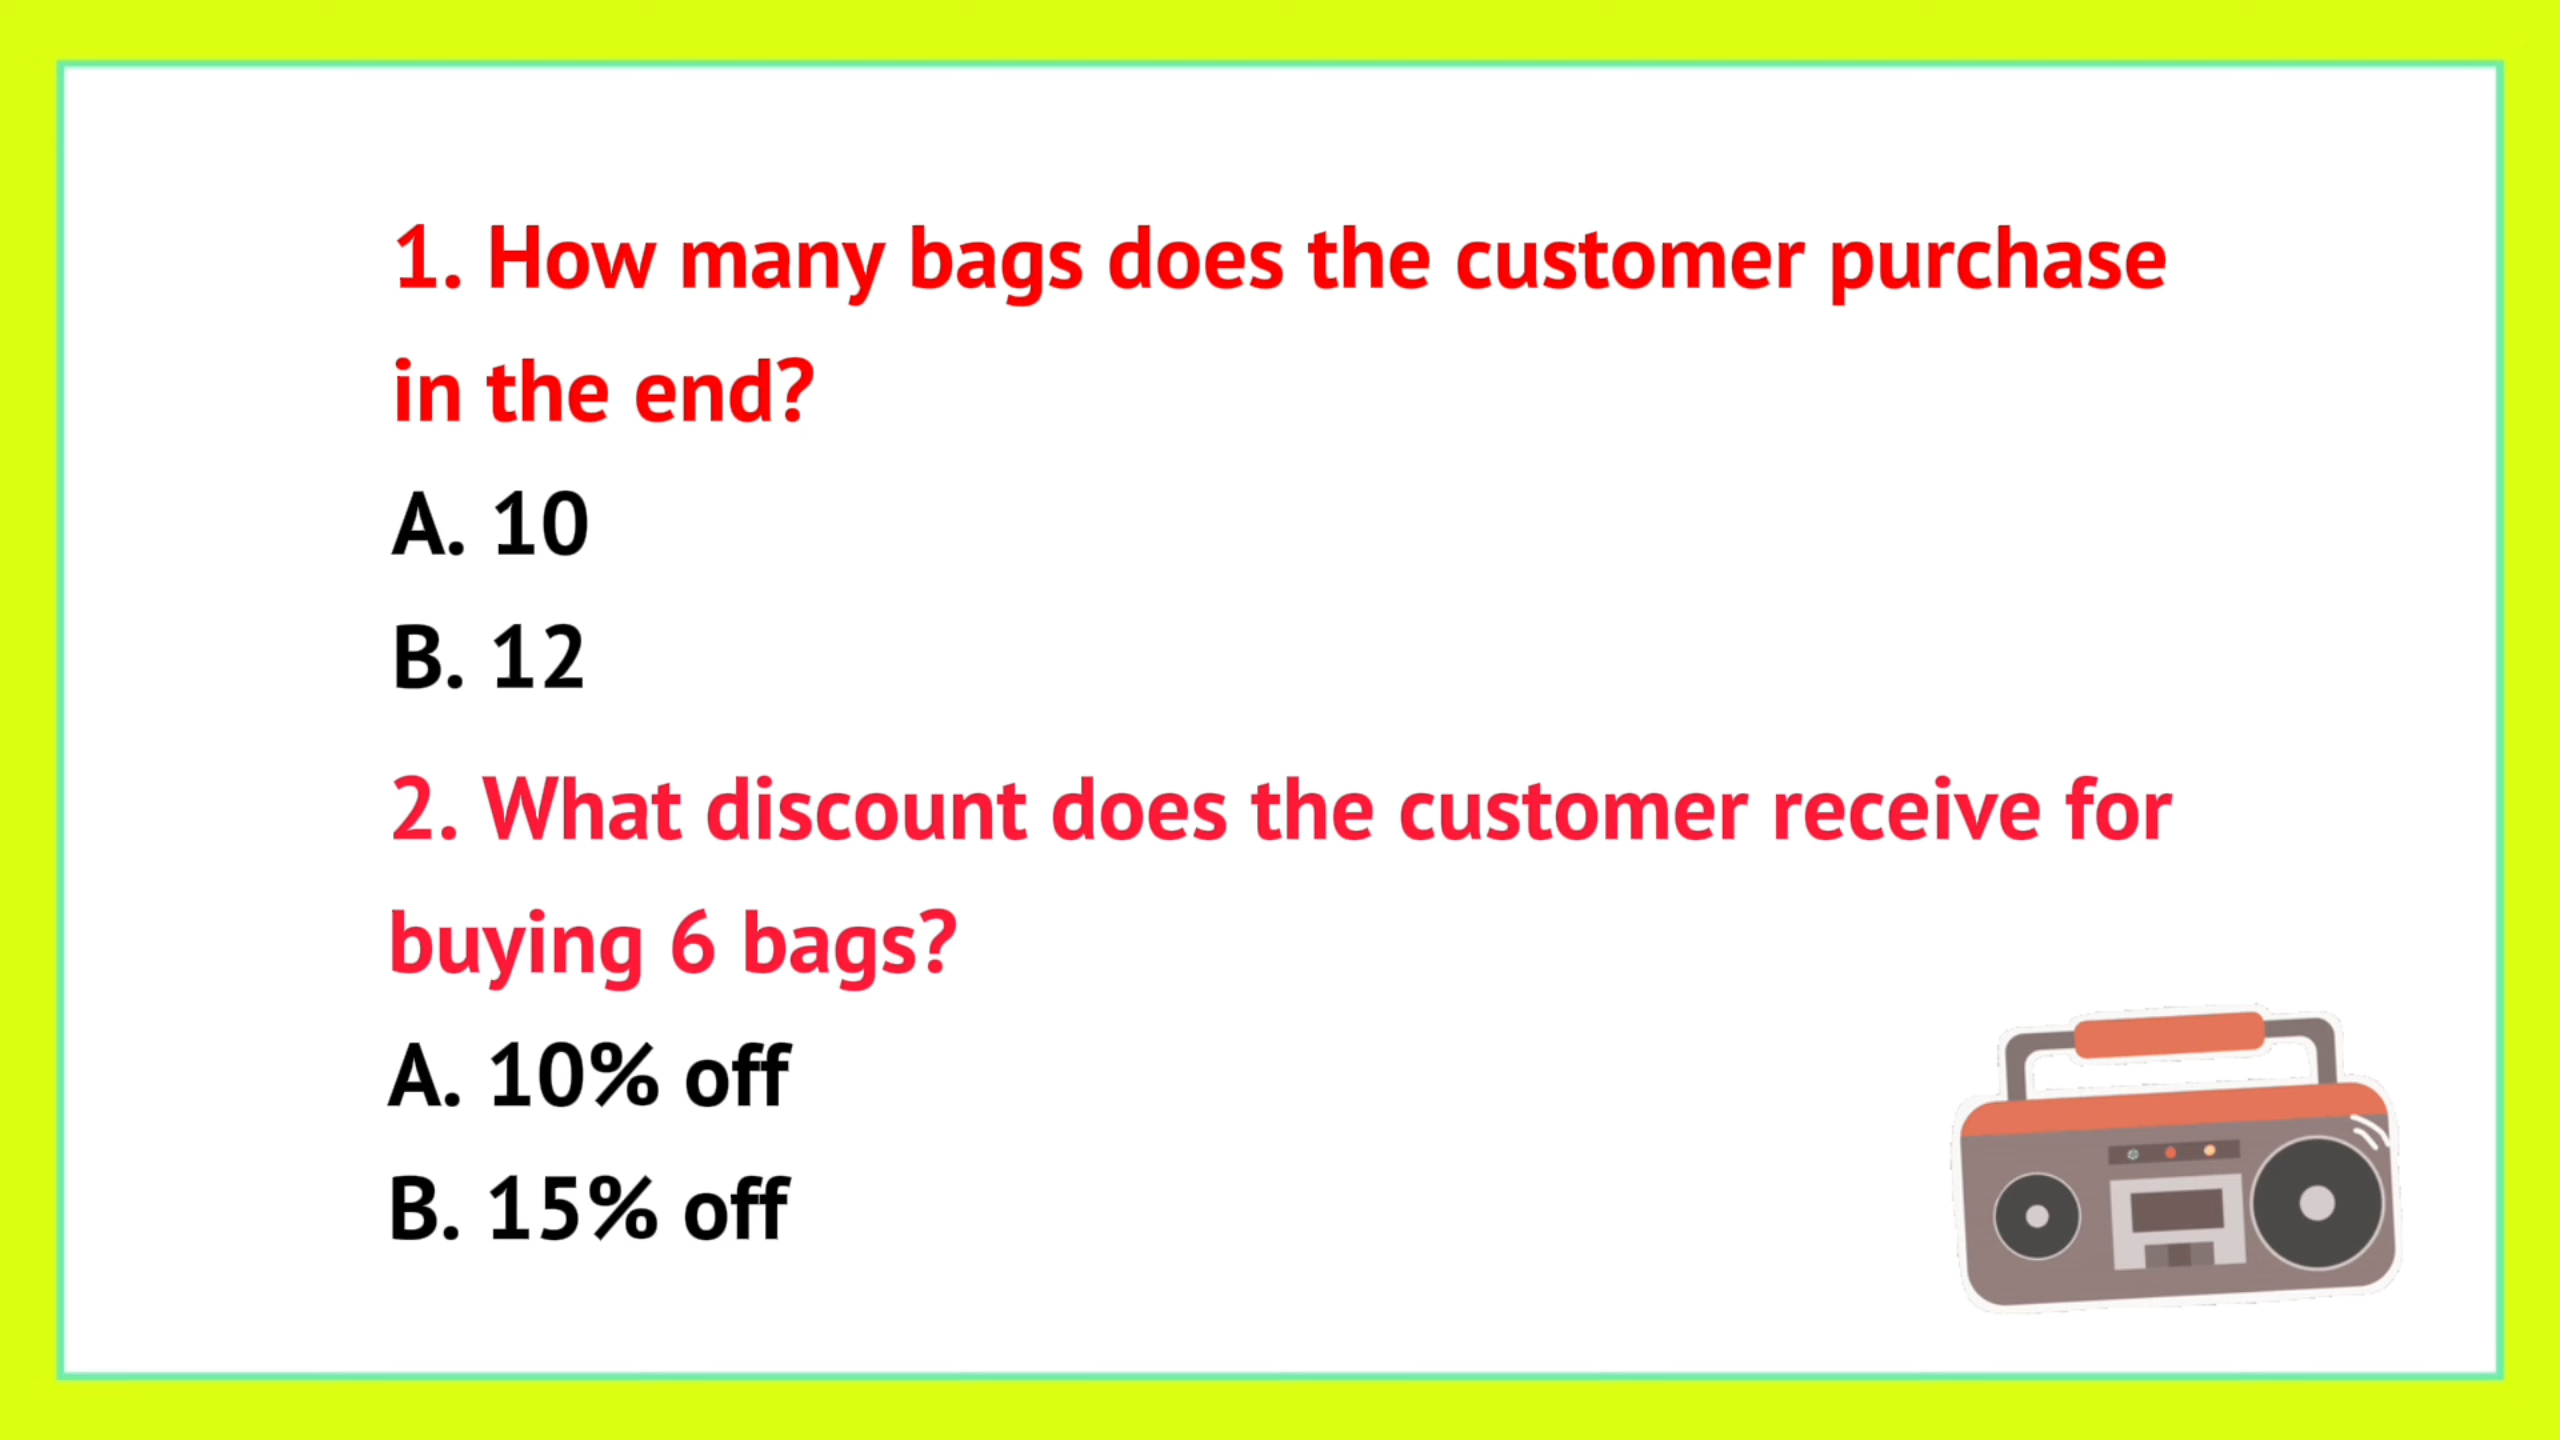 1. How many bags does the customer purchase
in the end?
A. 10
B. 12
2. What discount does the customer receive for
buying 6 bags?
A. 10% off
B. 15% off